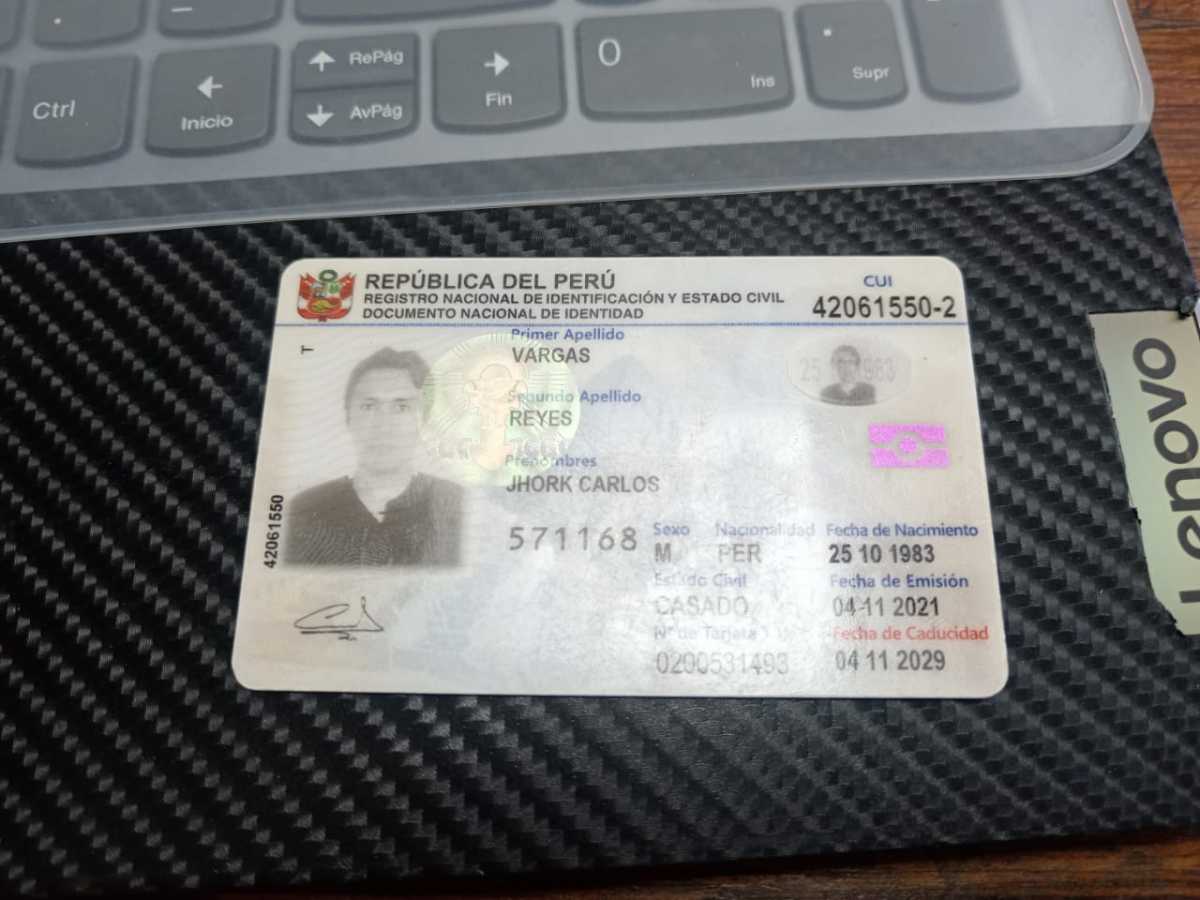 RePág
Ctrl
Inicio
AvPág
Fin
0
Ins
Supr
REPÚBLICA DEL PERÚ
REGISTRO NACIONAL DE IDENTIFICACIÓN Y ESTADO CIVIL
DOCUMENTO NACIONAL DE IDENTIDAD
CUI
42061550-2
T
Primer Apellido
VARGAS
Segundo Apellido
REYES
Prenombres
JHORK CARLOS
42061550
571168
Sexo Nacionalidad Fecha de Nacimiento
M PER 25 10 1983
Estado Civil Fecha de Emisión
CASADO 04 11 2021
Nº de Tarjeta Fecha de Caducidad
0200531493 04 11 2029
Lenovo